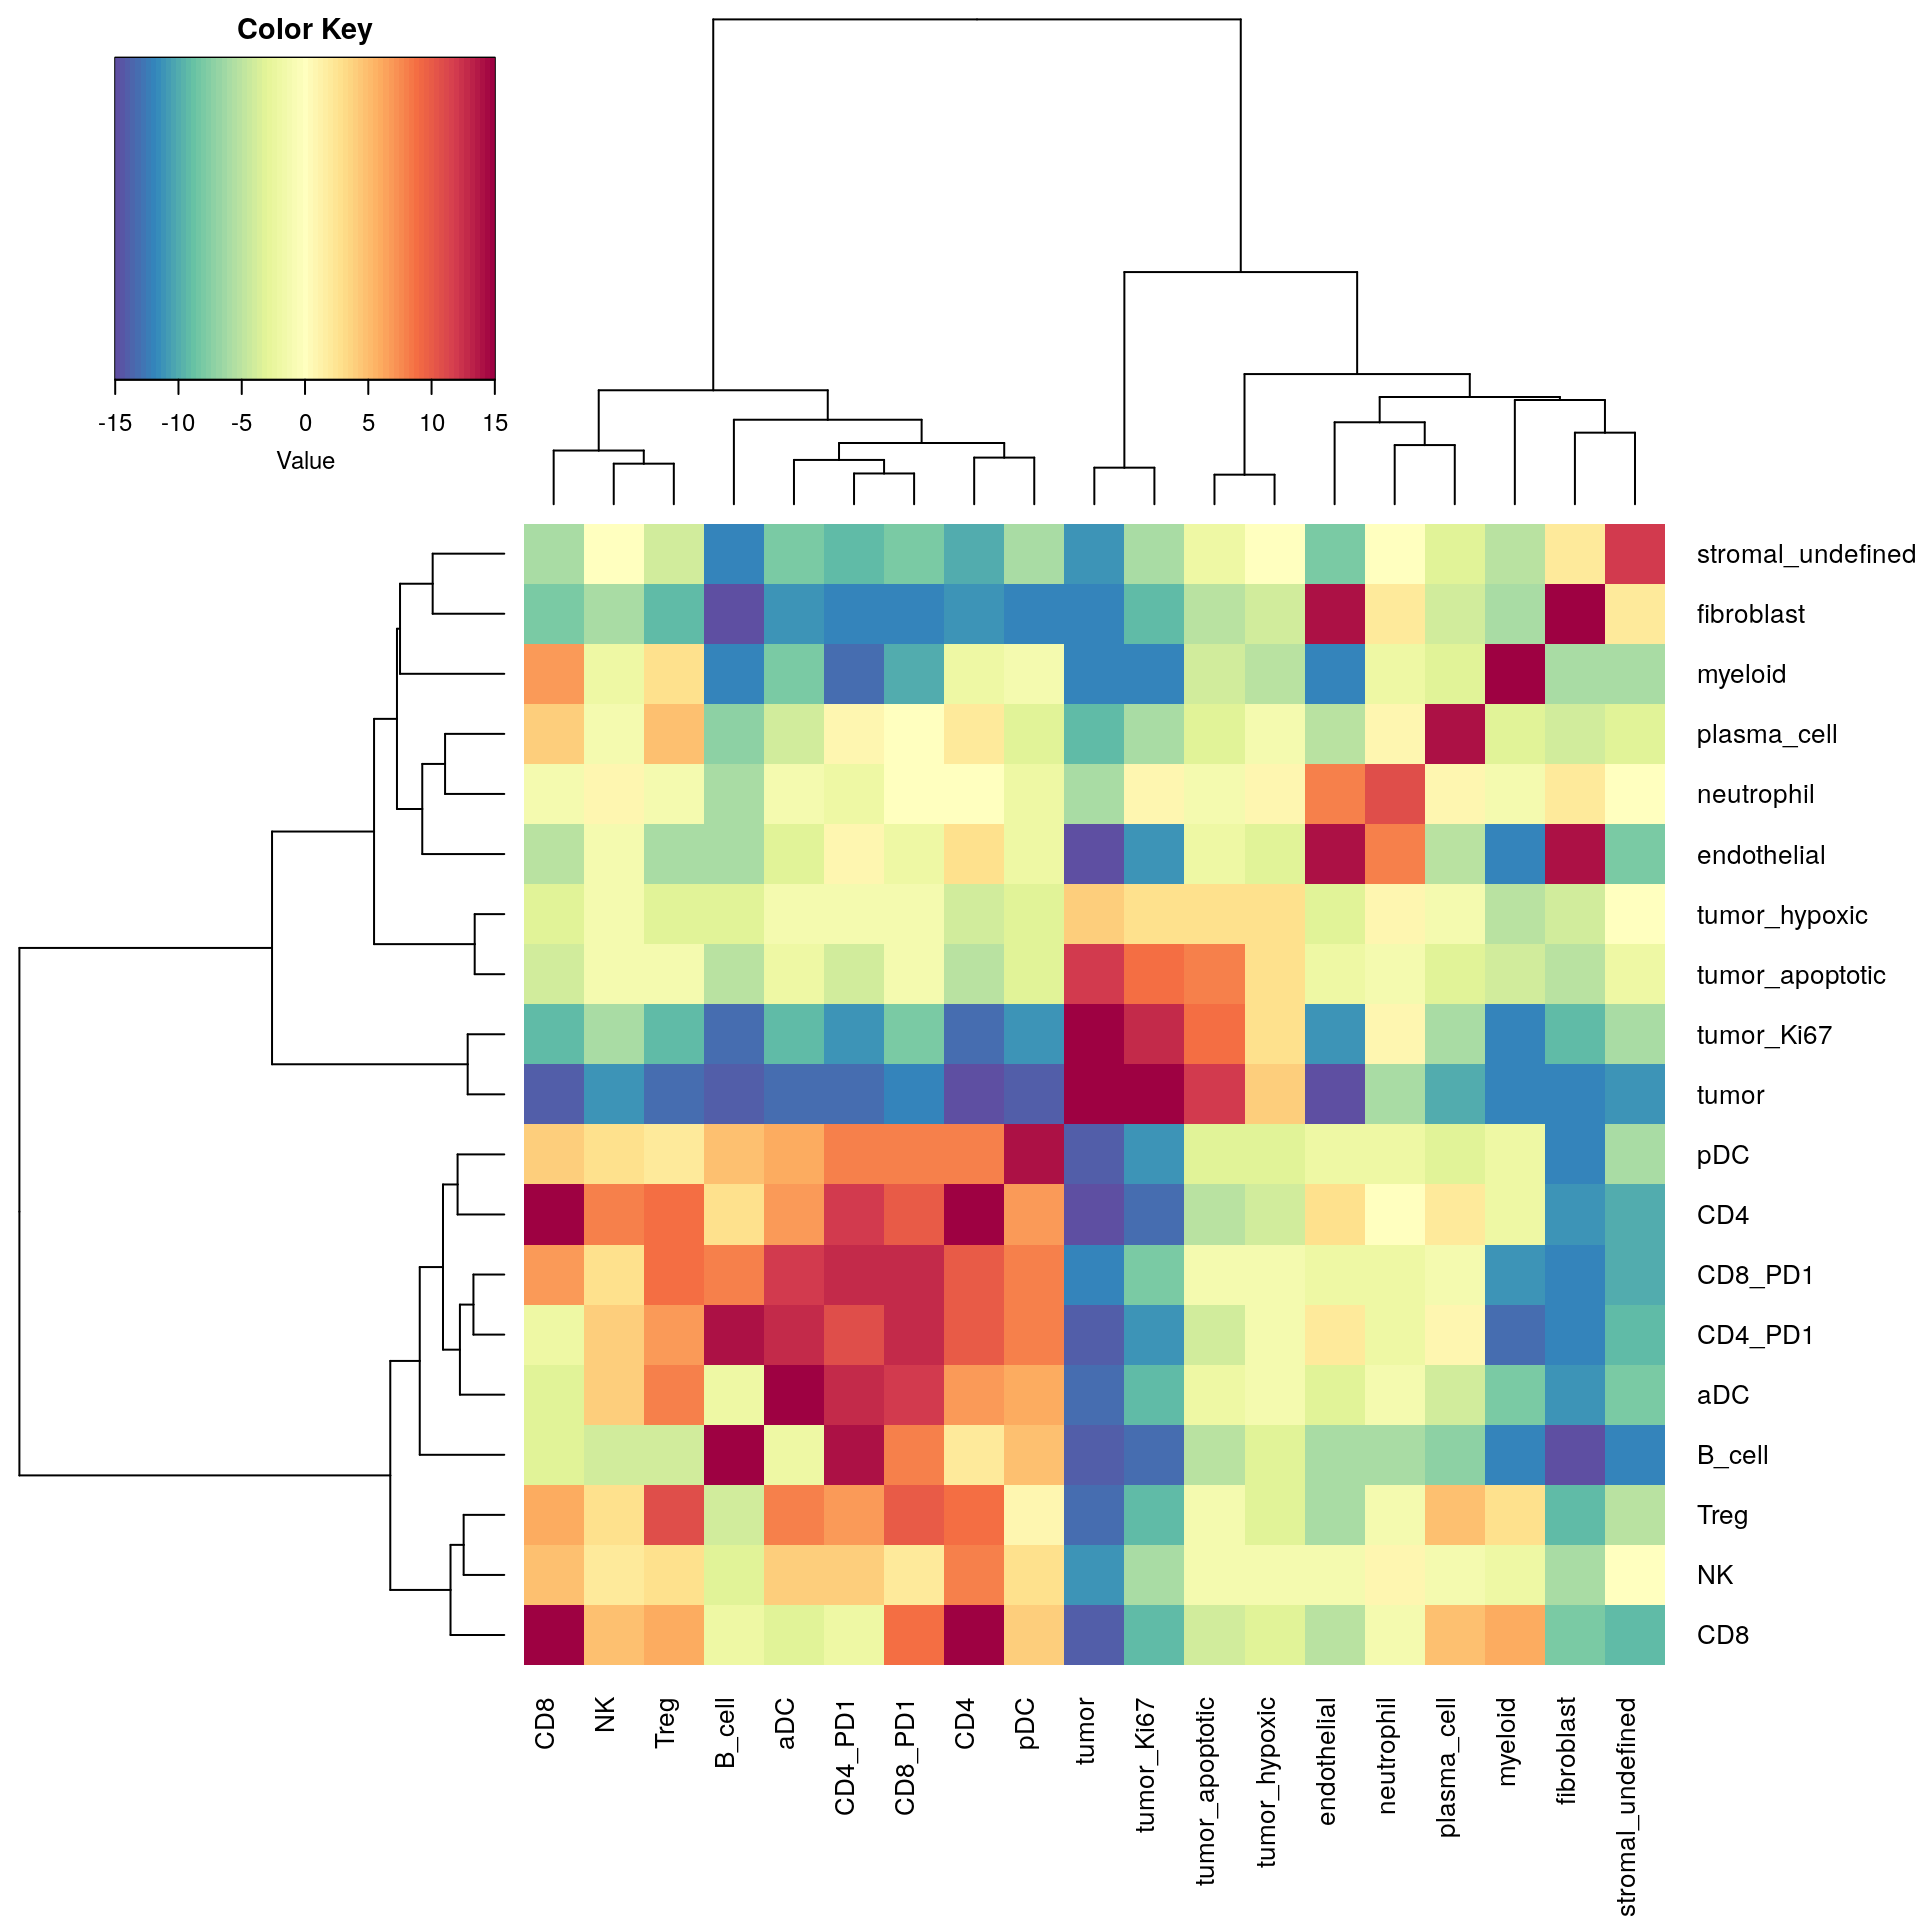 Color Key
-15 -10 -5 0 5 10 15
Value
stromal_undefined
fibroblast
myeloid
plasma_cell
neutrophil
endothelial
tumor_hypoxic
tumor_apoptotic
tumor_Ki67
tumor
pDC
CD4
CD8_PD1
CD4_PD1
aDC
B_cell
Treg
NK
CD8
CD8
NK
Treg
B_cell
aDC
CD4_PD1
CD8_PD1
CD4
pDC
tumor
tumor_Ki67
tumor_apoptotic
tumor_hypoxic
endothelial
neutrophil
plasma_cell
myeloid
fibroblast
stromal_undefined